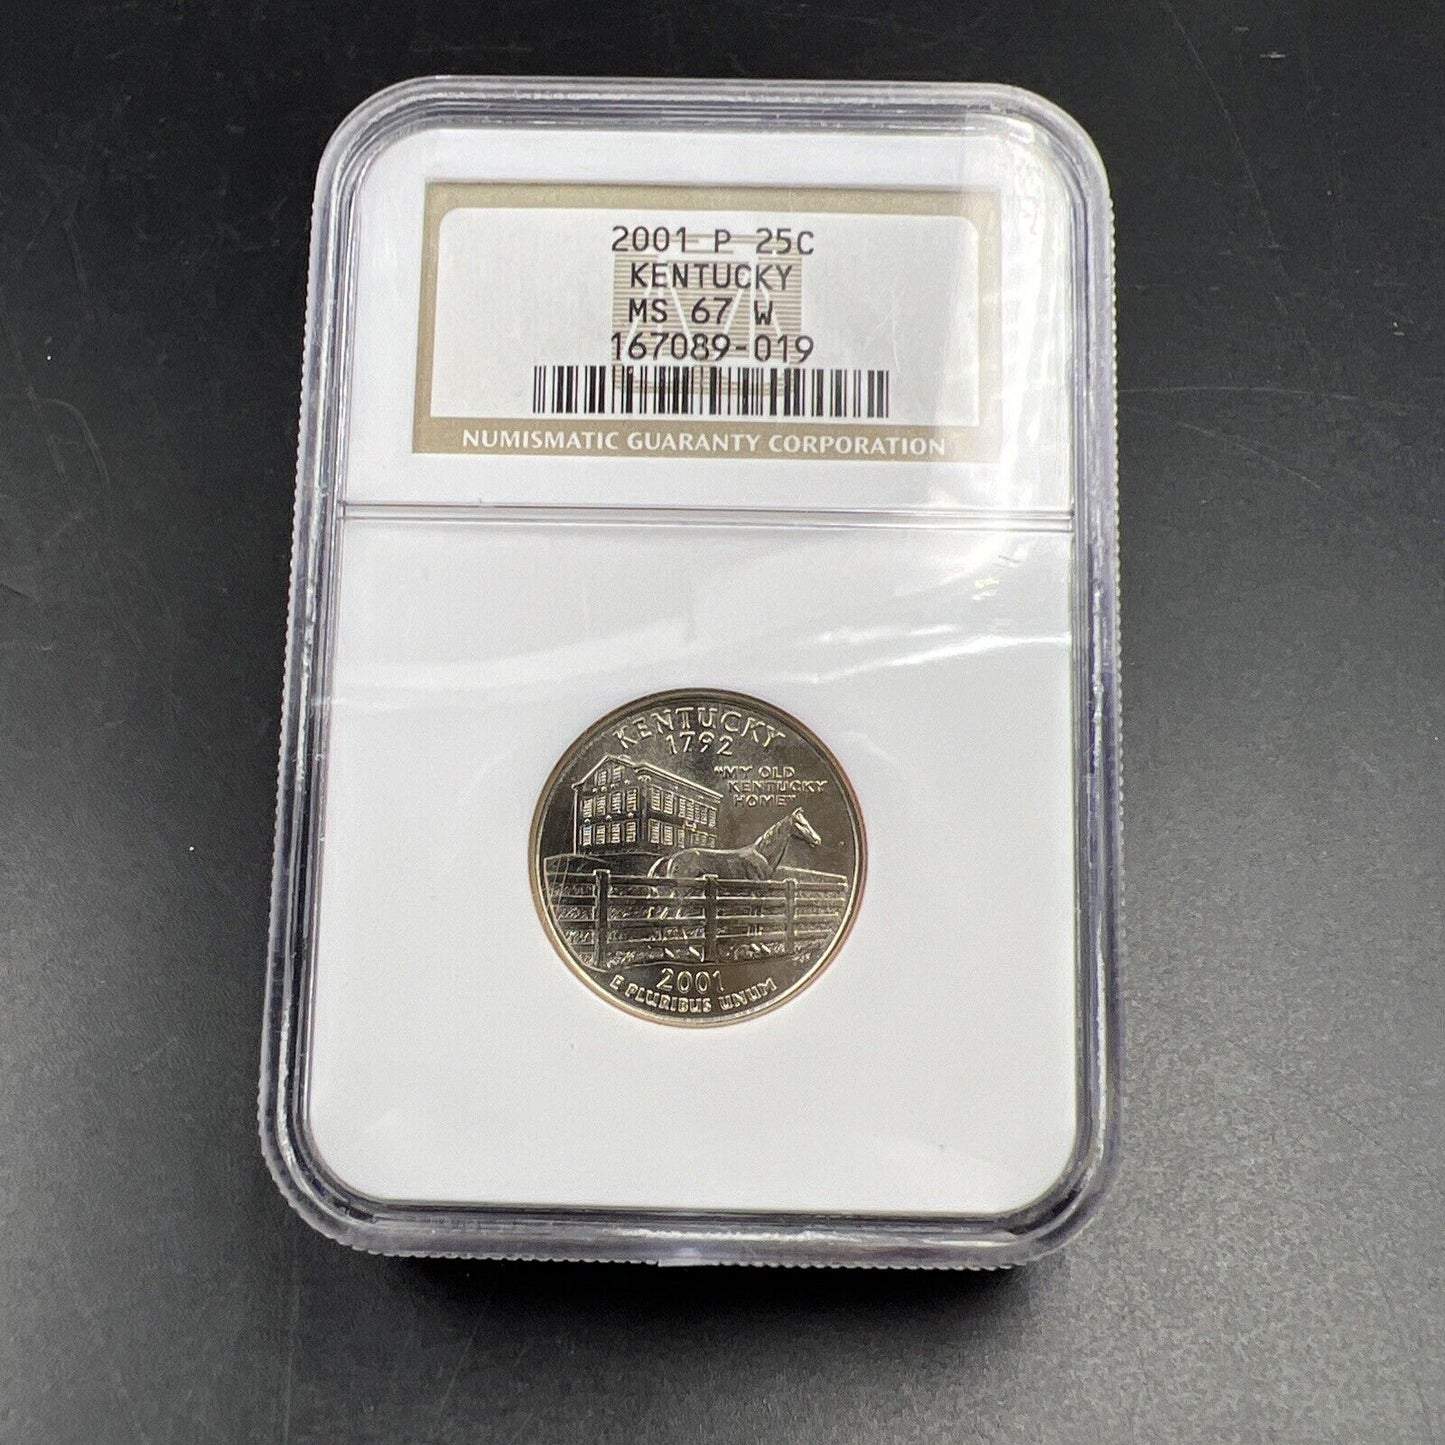 2001 P 25C
KENTUCKY
MS 67 W
167089-019
NUMISMATIC GUARANTY CORPORATION
KENTUCKY
1792
"MY OLD
KENTUCKY
HOME"
2001
E PLURIBUS UNUM